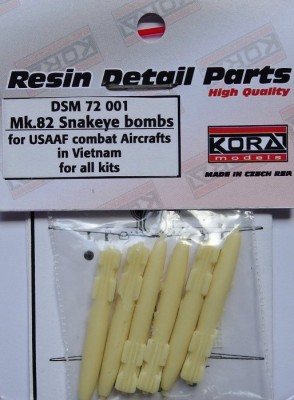 Resin Detail Parts
High Quality
DSM 72 001
Mk.82 Snakeye bombs
for USAAF combat Aircrafts
in Vietnam
for all kits
KORA
models
MADE IN CZECH REP